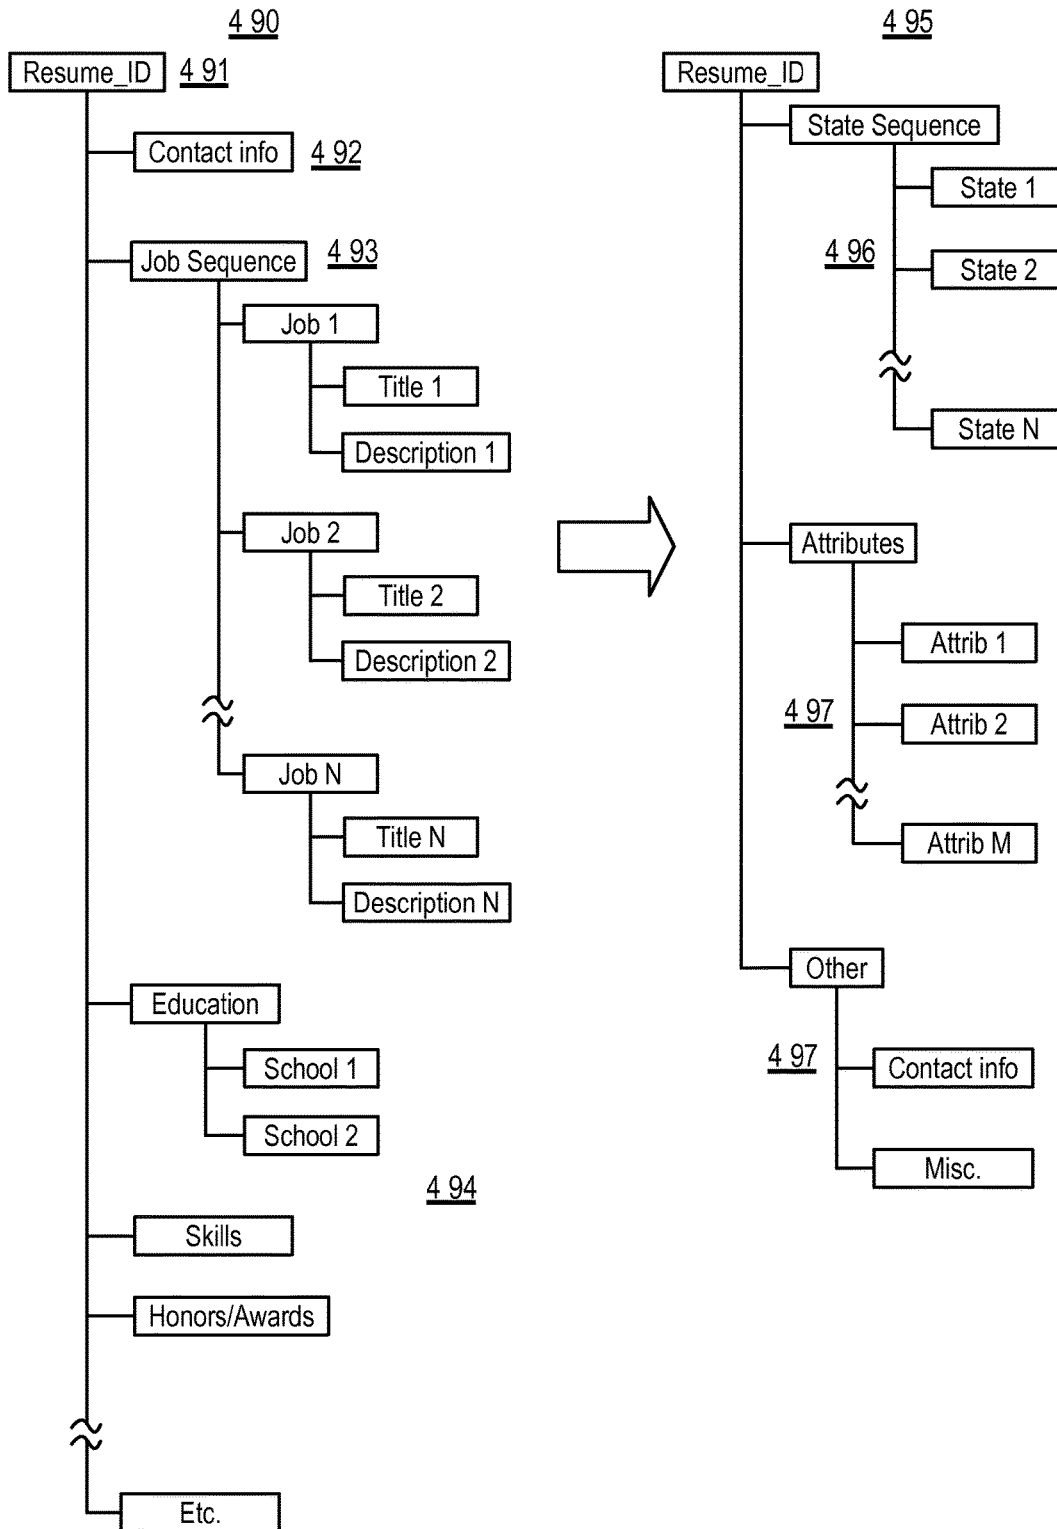 4 90
Resume_ID 4 91
Contact info 4 92
Job Sequence 4 93
Job 1
Title 1
Description 1
Job 2
Title 2
Description 2
Job N
Title N
Description N
Education
School 1
School 2
4 94
Skills
Honors/Awards
Etc.
4 95
Resume_ID
State Sequence
State 1
4 96
State 2
State N
Attributes
Attrib 1
4 97
Attrib 2
Attrib M
Other
4 97
Contact info
Misc.